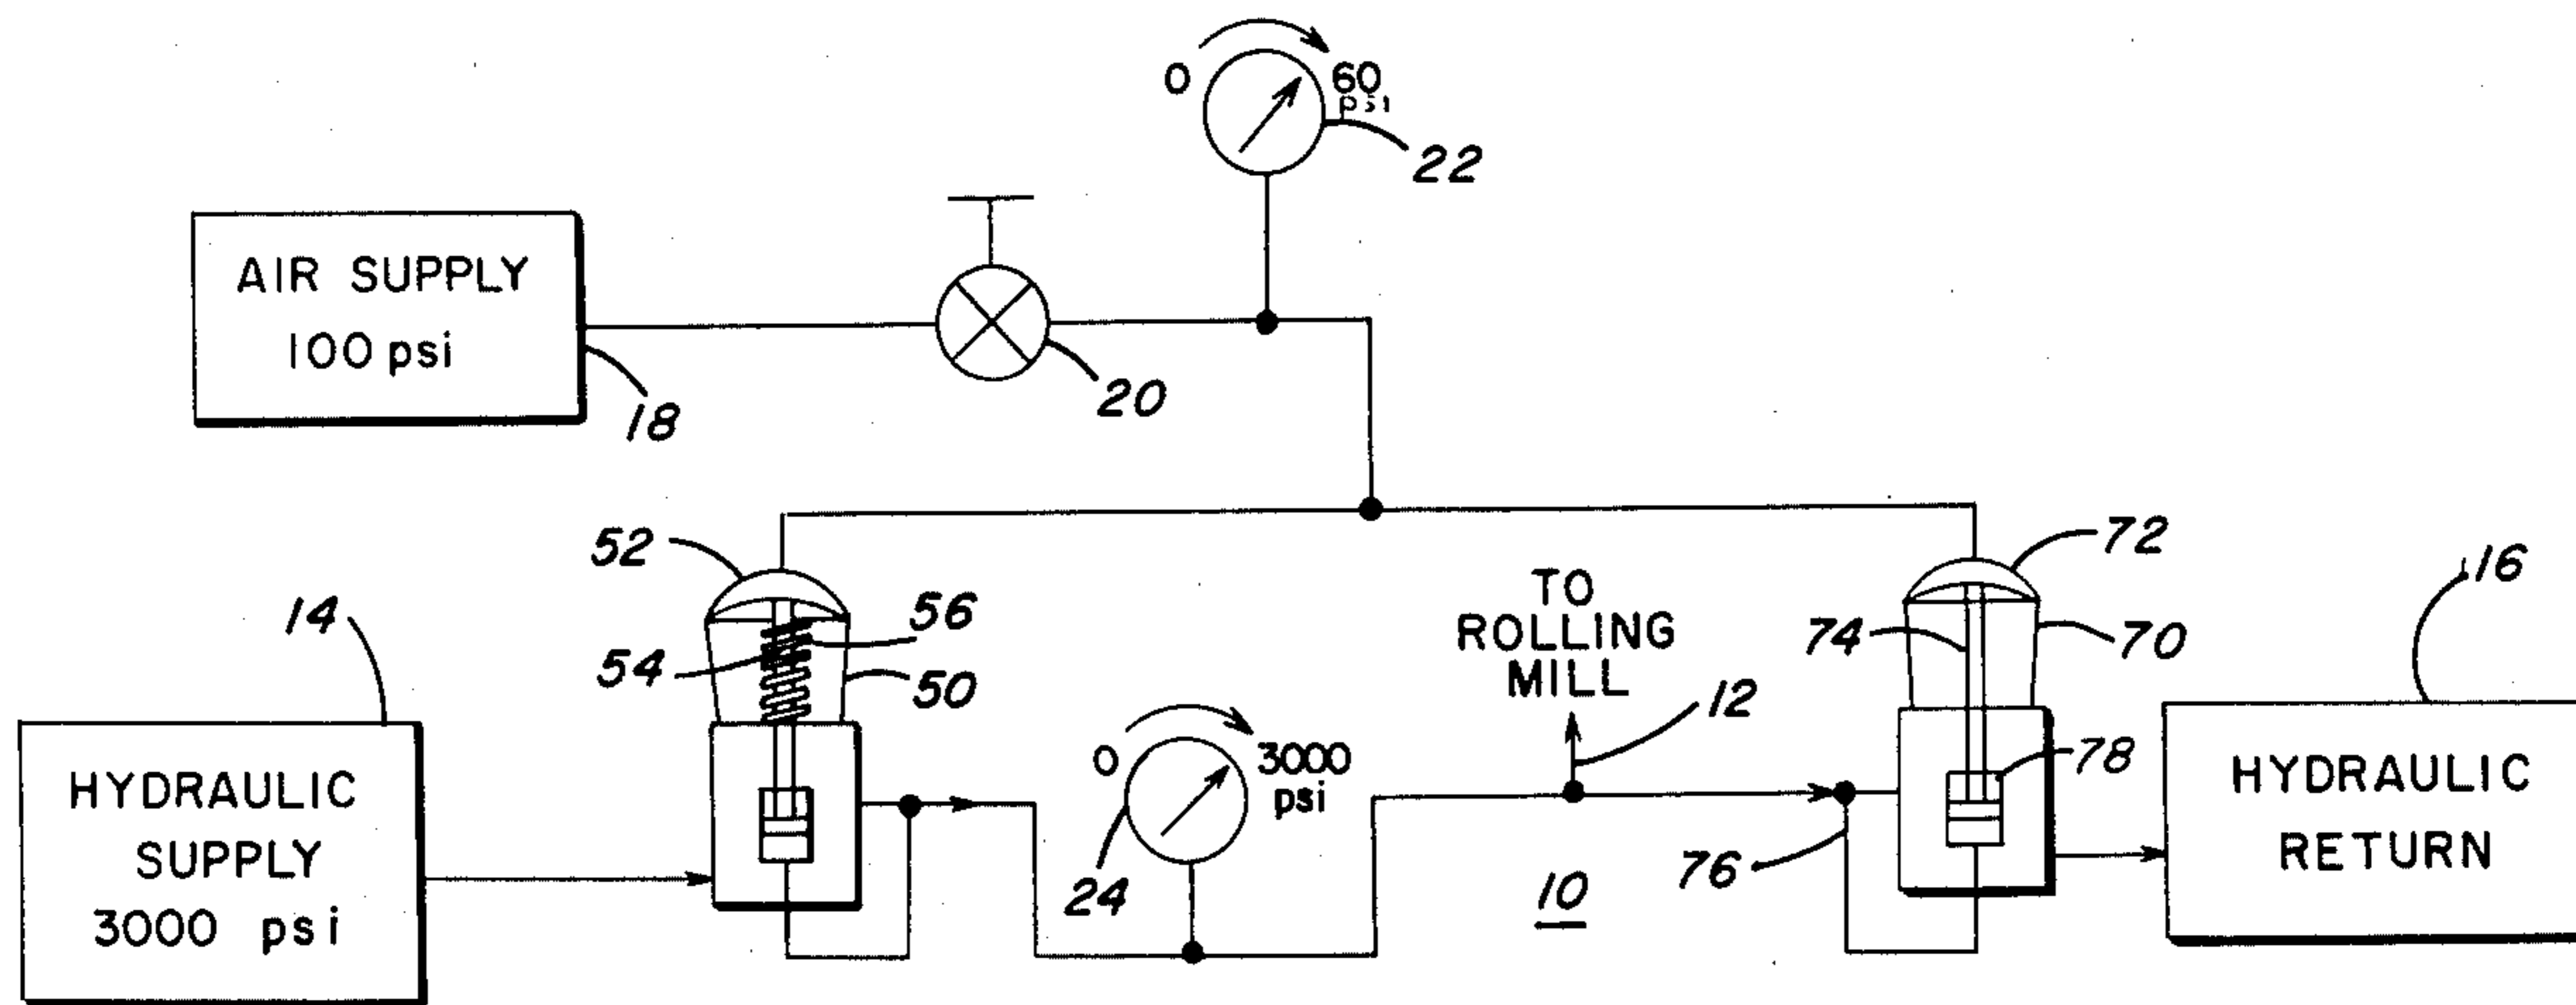 0
60
psi
22
AIR SUPPLY
100 psi
18
20
52
56
54
50
72
74
70
16
14
TO
ROLLING
MILL
12
HYDRAULIC
SUPPLY
3000 psi
0
3000
psi
24
10
76
78
HYDRAULIC
RETURN